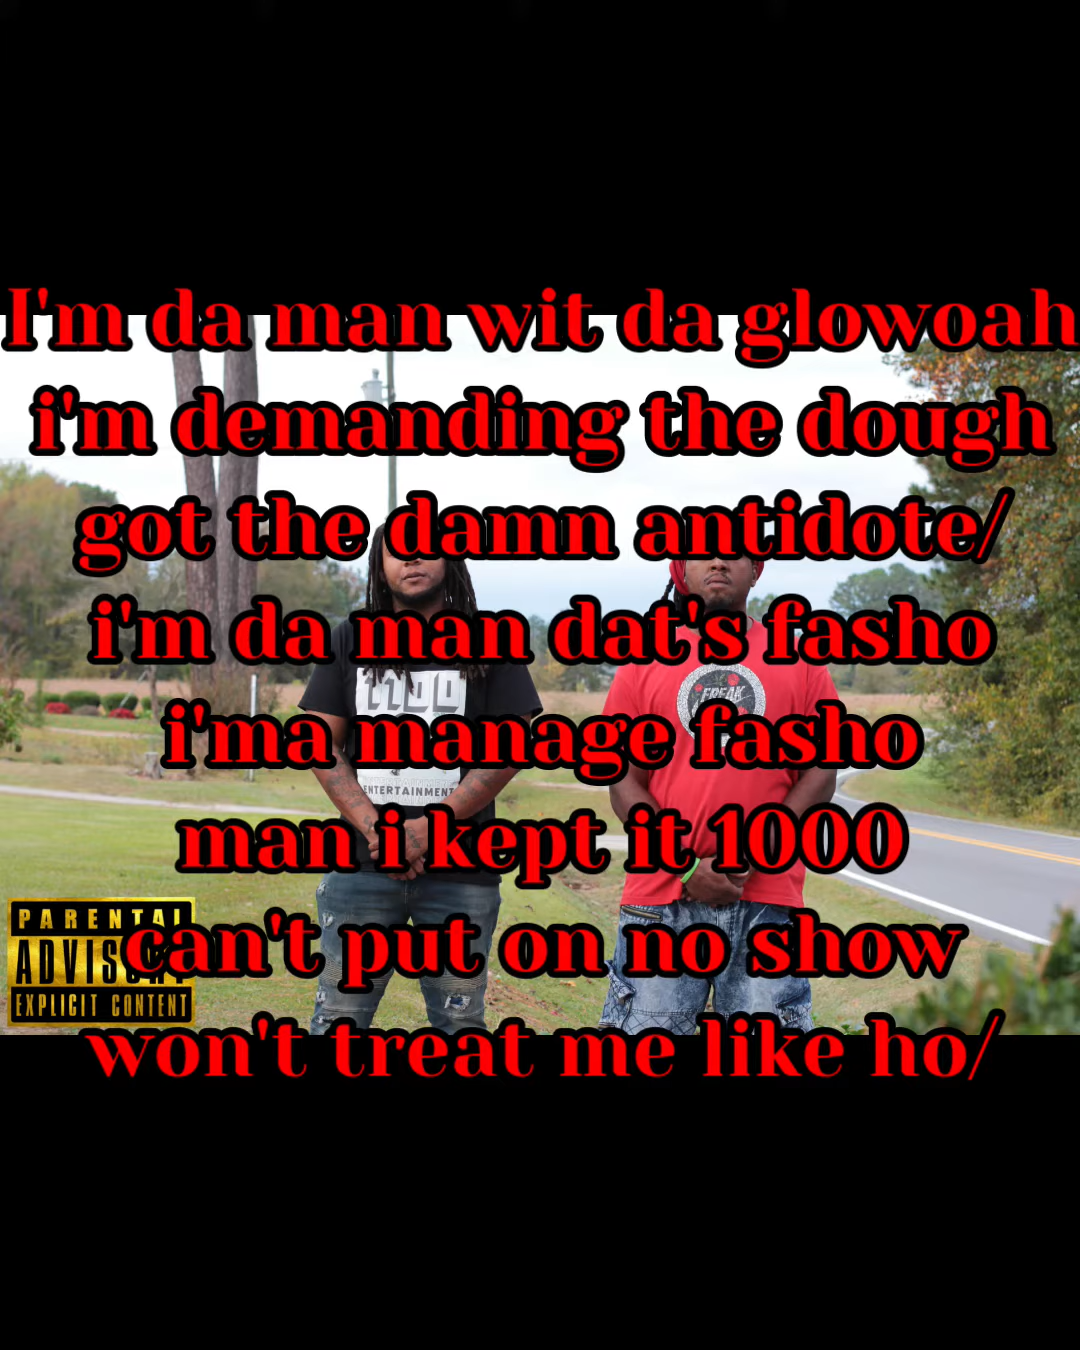 I'm da man wit da glowoah
i'm demanding the dough
got the damn antidote/
i'm da man dat's fasho
FREAK
i'ma manage fasho
ENTERTAINMENT
man i kept it 1000
PARENTAL
can't put on no show
EXPLICIT CONTENT
won't treat me like ho/